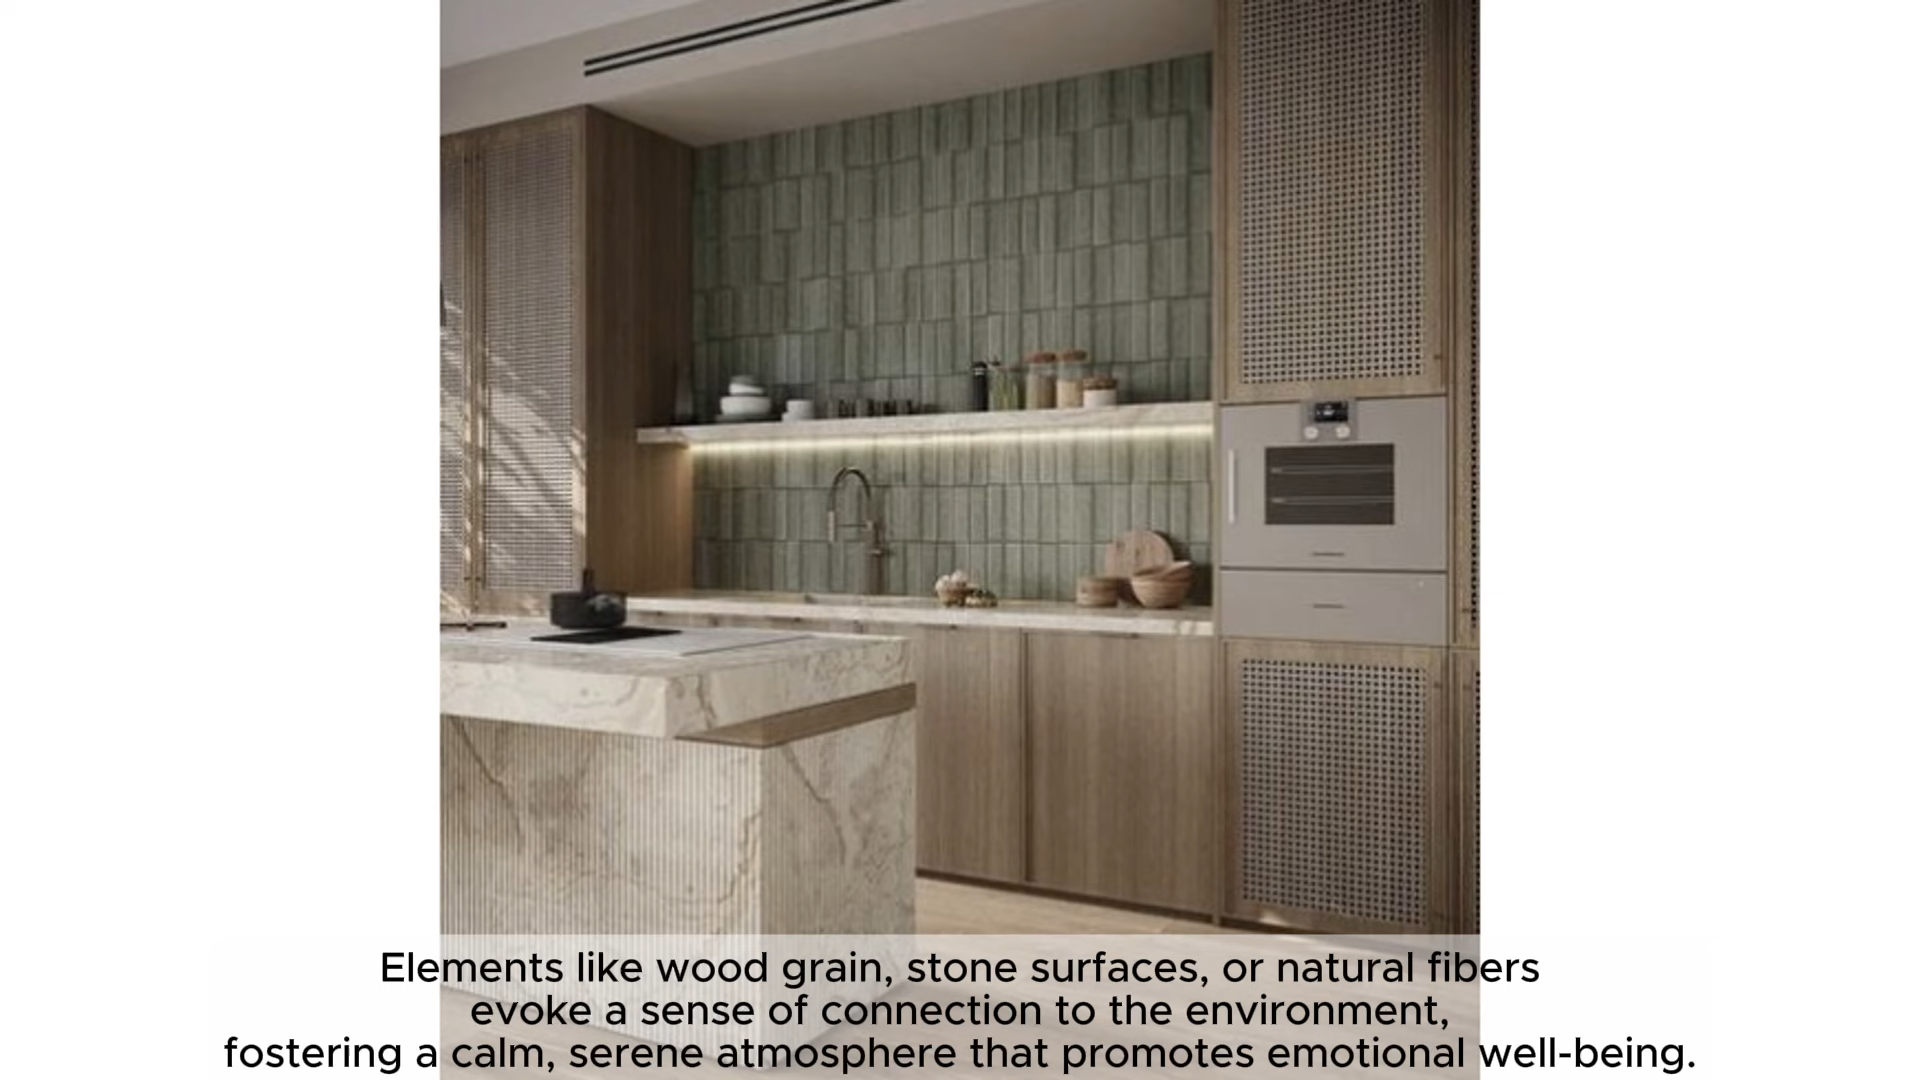 Elements like wood grain, stone surfaces, or natural fibers
evoke a sense of connection to the environment,
fostering a calm, serene atmosphere that promotes emotional well-being.